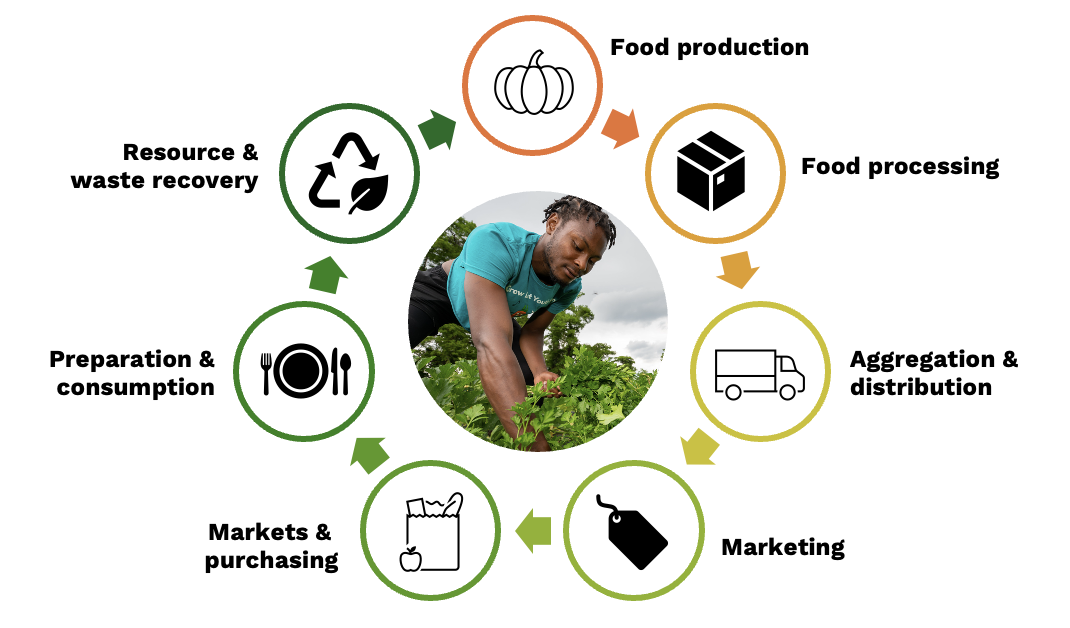 Food production
Food processing
Aggregation &
distribution
Marketing
Markets &
purchasing
Preparation &
consumption
Resource &
waste recovery